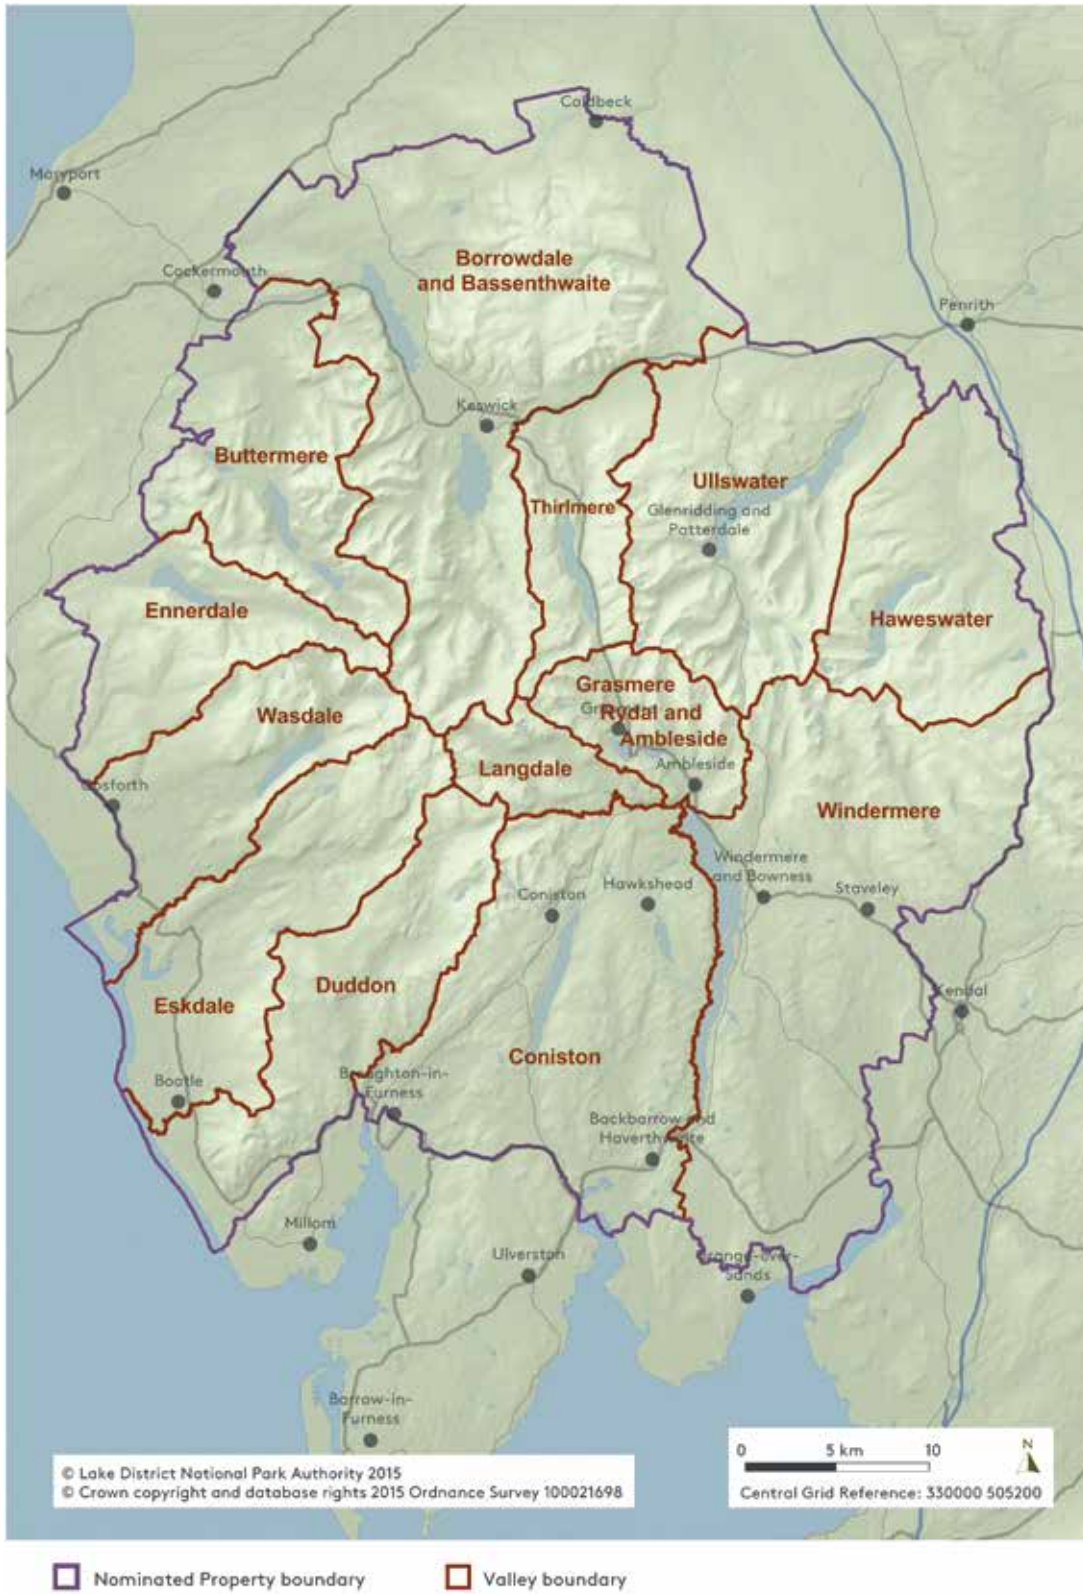 Caldbeck
Maryport
Borrowdale
and Bassenthwaite
Cockermouth
Penrith
Keswick
Buttermere
Ullswater
Thirlmere
Glenridding and
Patterdale
Ennerdale
Haweswater
Grasmere
Wasdale
Rydal and
Ambleside
Langdale
Ambleside
Gosforth
Windermere
Windermere
and Bowness
Hawkshead
Staveley
Coniston
Duddon
Eskdale
Kendal
Coniston
Bootle
Broughton-in-
Furness
Backbarrow and
Haverthwaite
Millom
Ulverston
Grange-over-
Sands
Barrow-in-
Furness
0 5 km 10
N
Central Grid Reference: 330000 505200
© Lake District National Park Authority 2015
© Crown copyright and database rights 2015 Ordnance Survey 100021698
Nominated Property boundary
Valley boundary